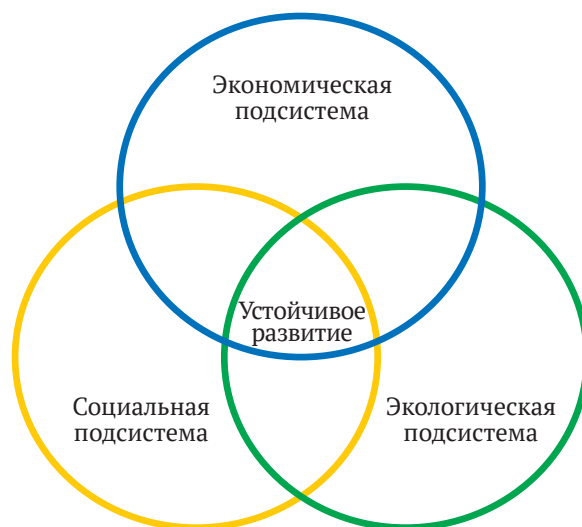 Экономическая
подсистема
Устойчивое
развитие
Социальная
подсистема
Экологическая
подсистема